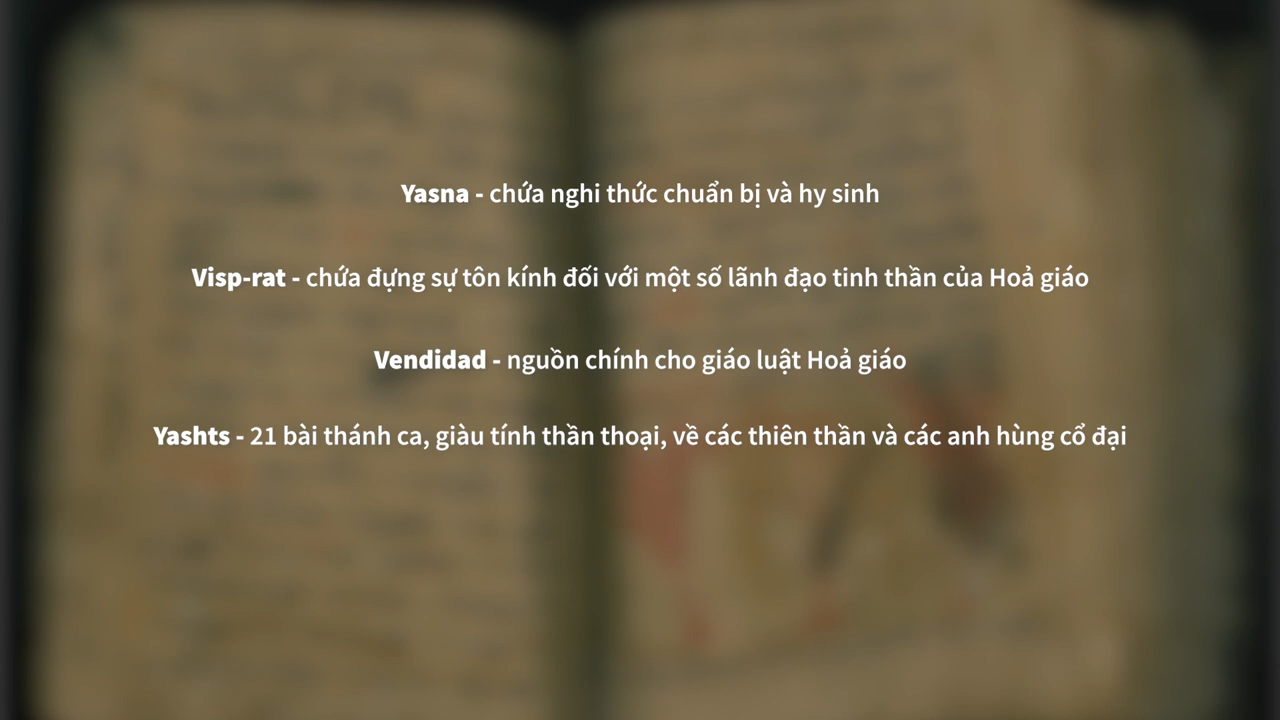 Yasna - chứa nghi thức chuẩn bị và hy sinh
Visp-rat - chứa đựng sự tôn kính đối với một số lãnh đạo tinh thần của Hoả giáo
Vendidad - nguồn chính cho giáo luật Hoả giáo
Yashts - 21 bài thánh ca, giàu tính thần thoại, về các thiên thần và các anh hùng cổ đại